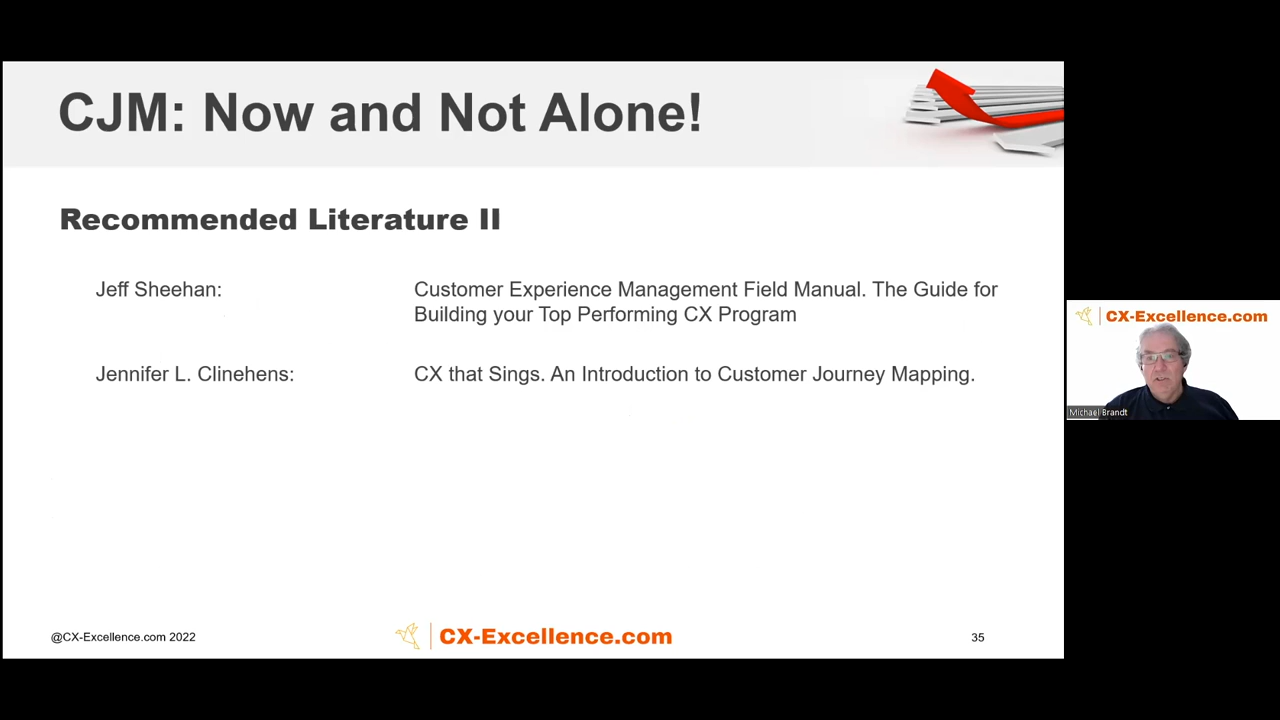 CJM: Now and Not Alone!
Recommended Literature II
Jeff Sheehan:
Customer Experience Management Field Manual. The Guide for
Building your Top Performing CX Program
Jennifer L. Clinehens:
CX that Sings. An Introduction to Customer Journey Mapping.
@CX-Excellence.com 2022
CX-Excellence.com
35
CX-Excellence.com
Michael Brandt